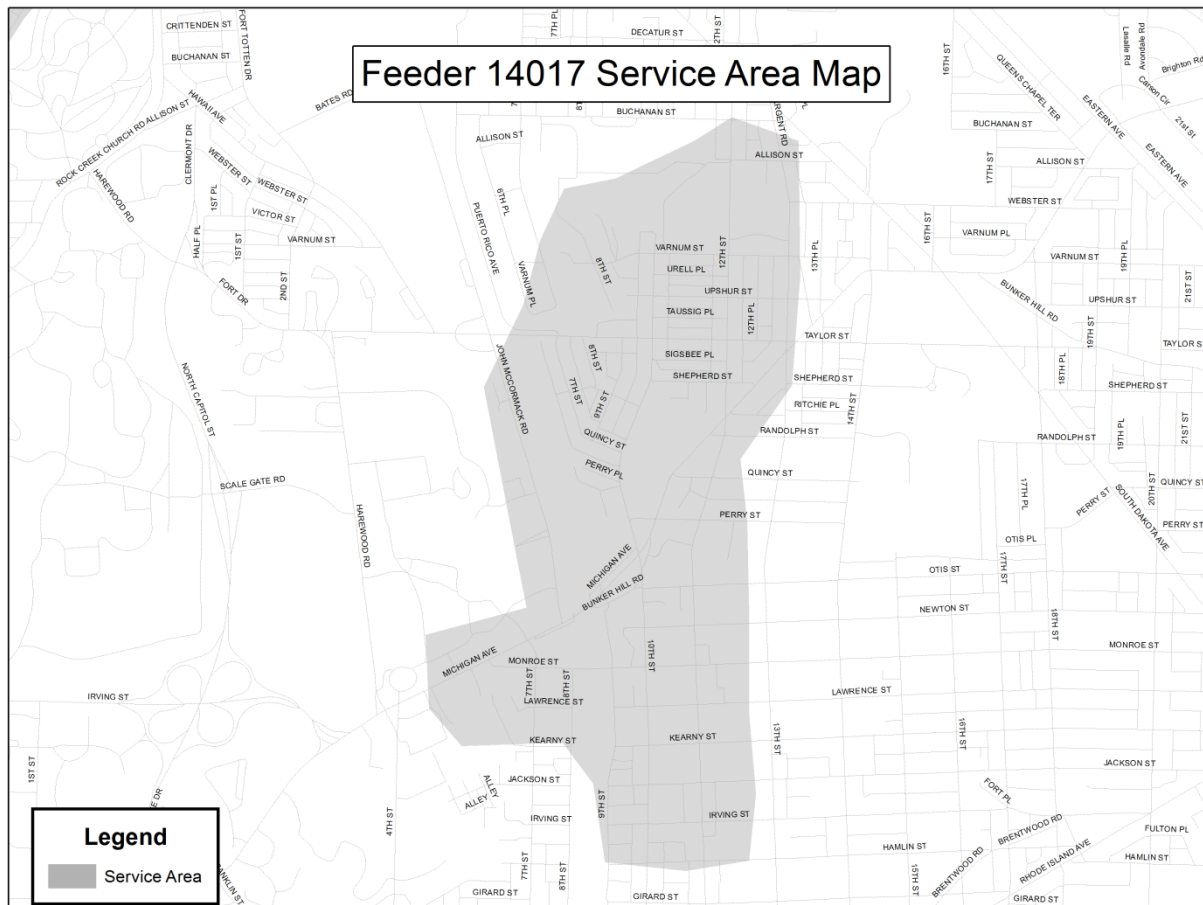 CRITTENDEN ST
FORT TOTTEN DR
7TH PL
DECATUR ST
2TH ST
16TH ST
Lasalle Rd
Avondale Rd
BUCHANAN ST
Feeder 14017 Service Area Map
QUEENS CHAPEL TER
Brighton Rd
Carson Cir
EASTERN AVE
21st St
HAWAII AVE
BATES RD
ROCK CREEK CHURCH RD
ALLISON ST
BUCHANAN ST
BUCHANAN ST
CLERMONT DR
ALLISON ST
ALLISON ST
ALLISON ST
EASTERN AVE
HAREWOOD RD
WEBSTER ST
WEBSTER ST
17TH ST
WEBSTER ST
1ST PL
VICTOR ST
6TH PL
PUERTO RICO AVE
16TH ST
VARNUM PL
HALF PL
1ST ST
VARNUM ST
VARNUM PL
VARNUM ST
12TH ST
13TH PL
VARNUM ST
19TH PL
8TH ST
URELL PL
FORT DR
2ND ST
UPSHUR ST
BUNKER HILL RD
UPSHUR ST
21ST ST
TAUSSIG PL
12TH PL
TAYLOR ST
19TH ST
TAYLOR ST
JOHN MCCORMACK RD
8TH ST
SIGSBEE PL
18TH PL
NORTH CAPITOL ST
7TH ST
SHEPHERD ST
SHEPHERD ST
SHEPHERD ST
9TH ST
RITCHIE PL
14TH ST
QUINCY ST
RANDOLPH ST
RANDOLPH ST
19TH PL
21ST ST
PERRY PL
QUINCY ST
SCALE GATE RD
17TH PL
PERRY ST
SOUTH DAKOTA AVE
20TH ST
QUINCY ST
HAREWOOD RD
PERRY ST
PERRY ST
OTIS PL
MICHIGAN AVE
BUNKER HILL RD
OTIS ST
17TH ST
NEWTON ST
18TH ST
MICHIGAN AVE
MONROE ST
10TH ST
MONROE ST
7TH ST
8TH ST
IRVING ST
LAWRENCE ST
LAWRENCE ST
KEARNY ST
KEARNY ST
13TH ST
16TH ST
1ST ST
JACKSON ST
JACKSON ST
ALLEY
ALLEY
FORT PL
4TH ST
9TH ST
IRVING ST
IRVING ST
BRENTWOOD RD
FULTON PL
Legend
HAMLIN ST
HAMLIN ST
RHODE ISLAND AVE
Service Area
7TH ST
8TH ST
15TH ST
BRENTWOOD RD
GIRARD ST
GIRARD ST
GIRARD ST